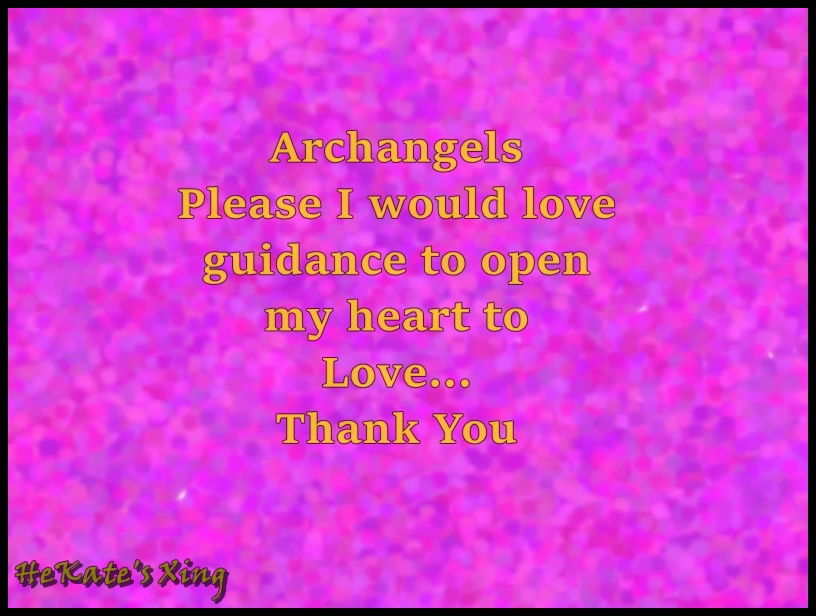 Archangels
Please I would love
guidance to open
my heart to
Love...
Thank You
HeKate's Xing